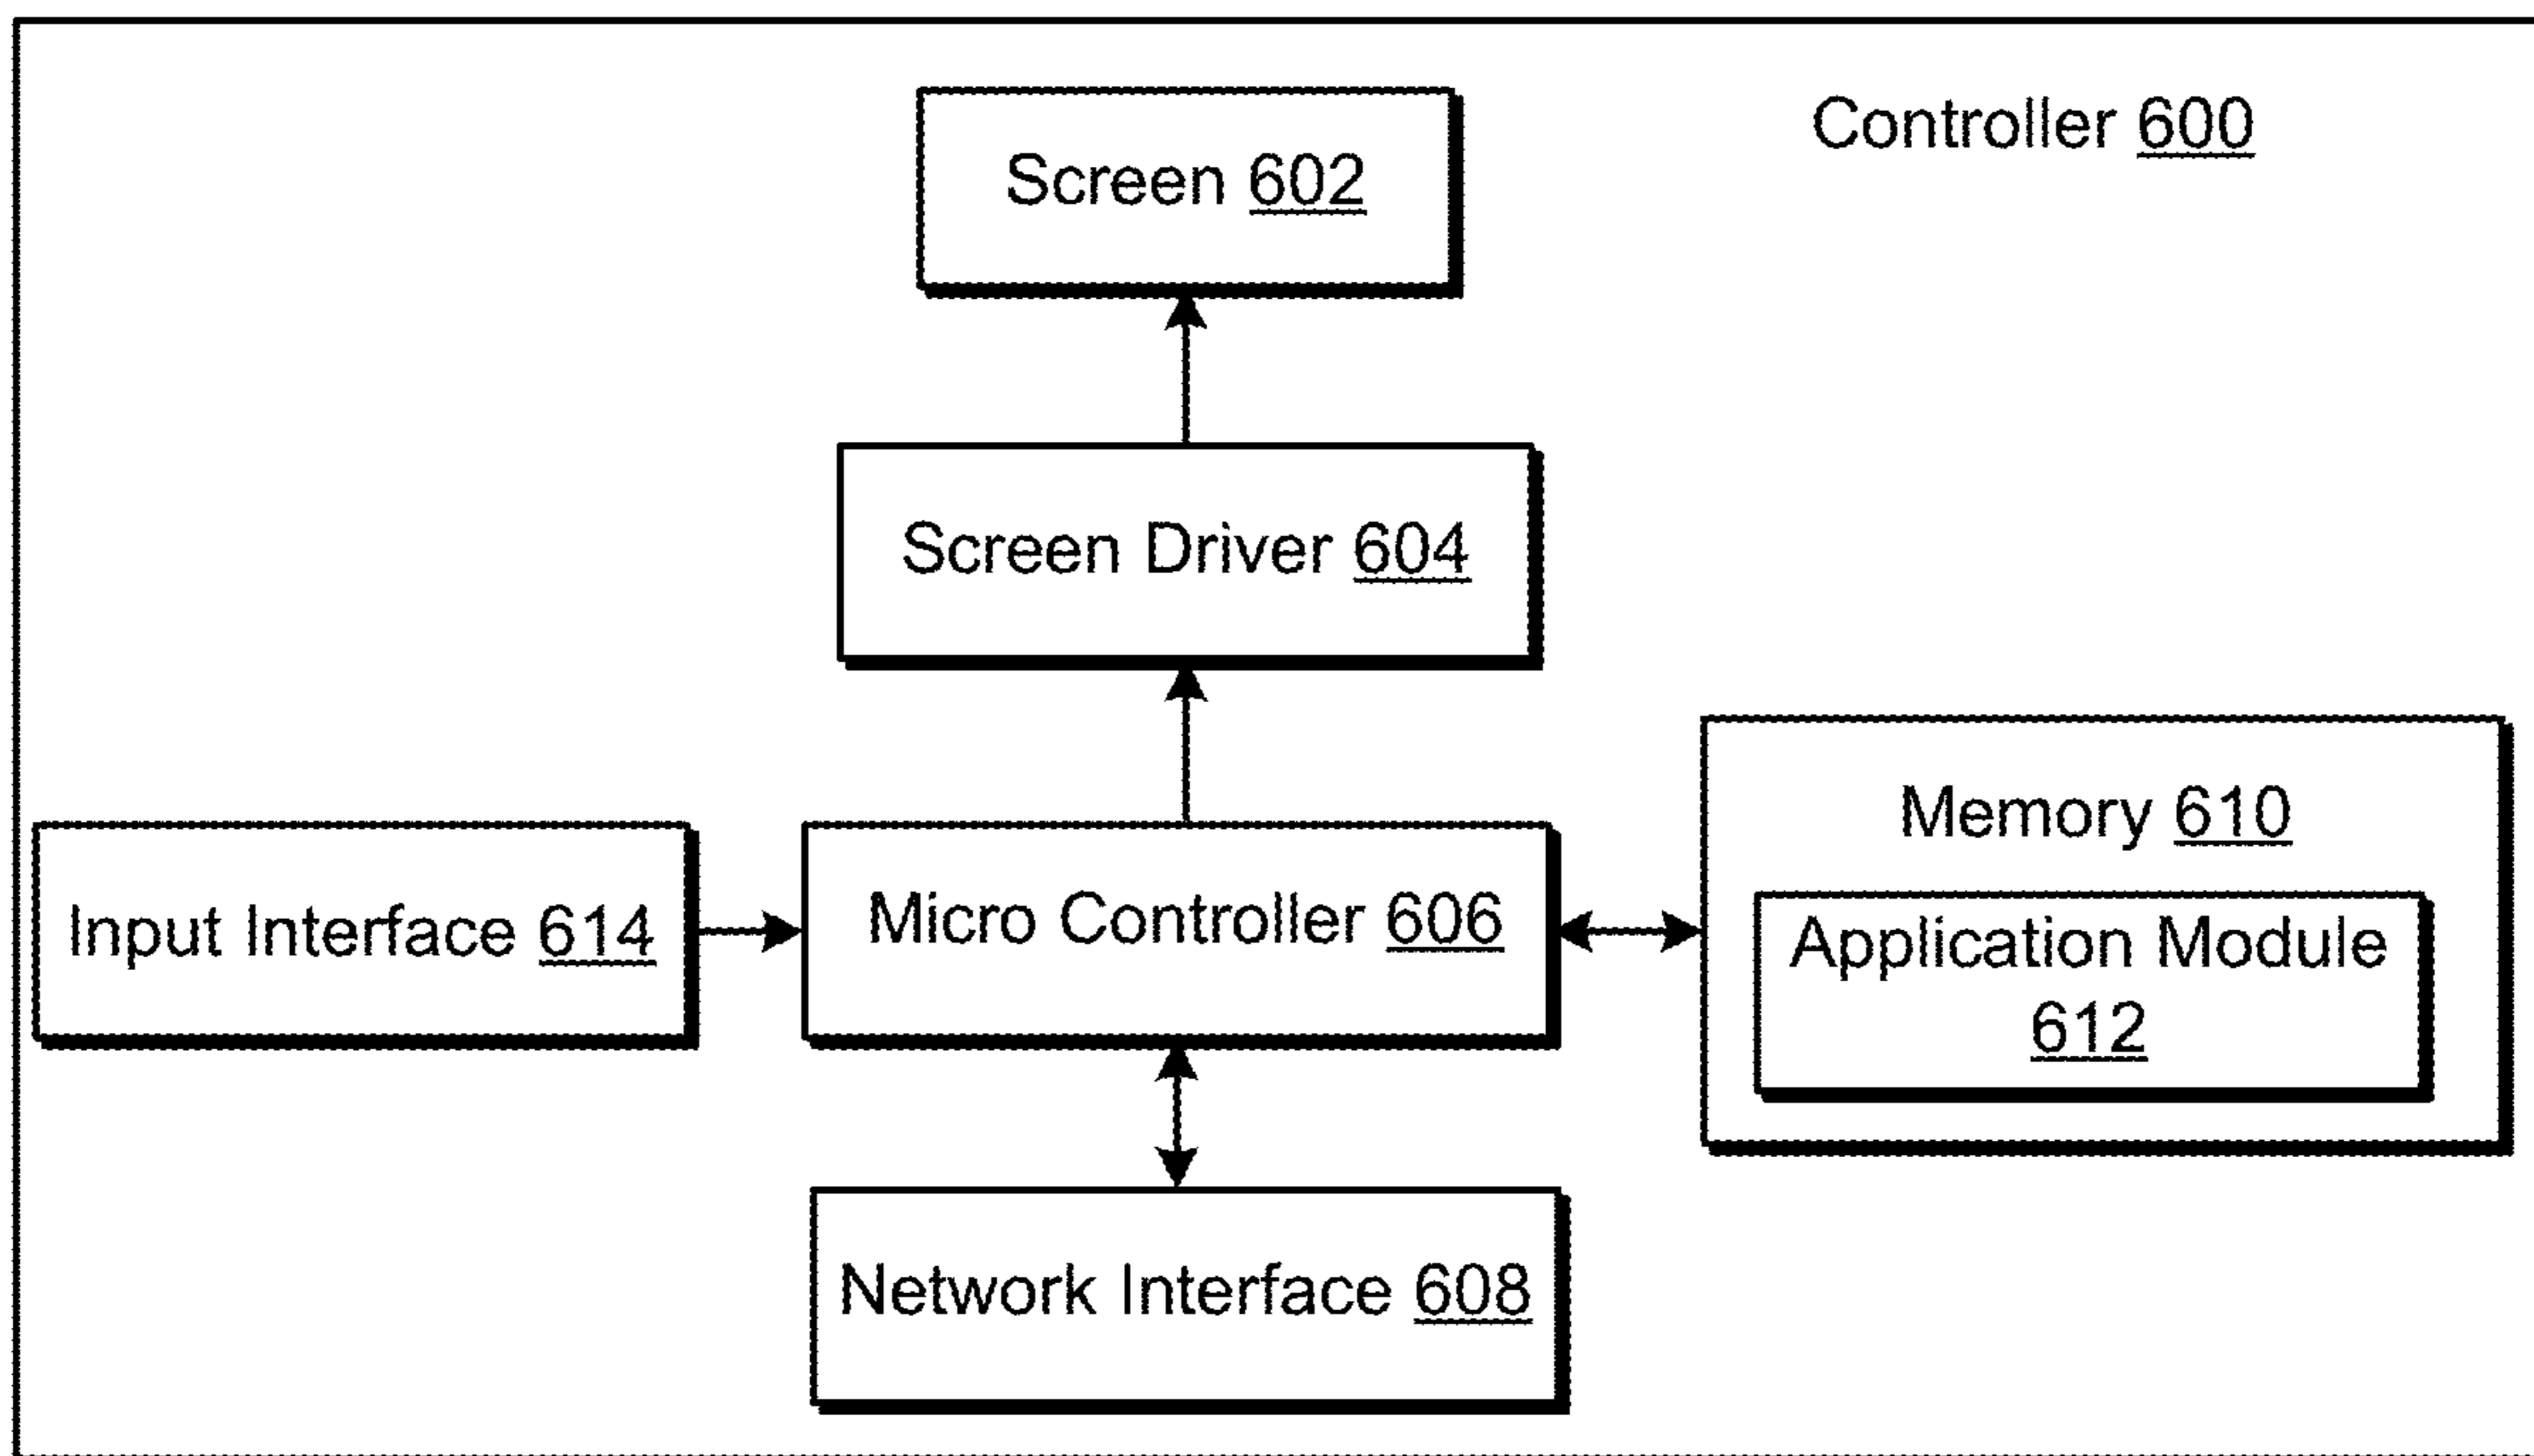 Controller 600
Screen 602
Screen Driver 604
Input Interface 614
Micro Controller 606
Memory 610
Application Module
612
Network Interface 608